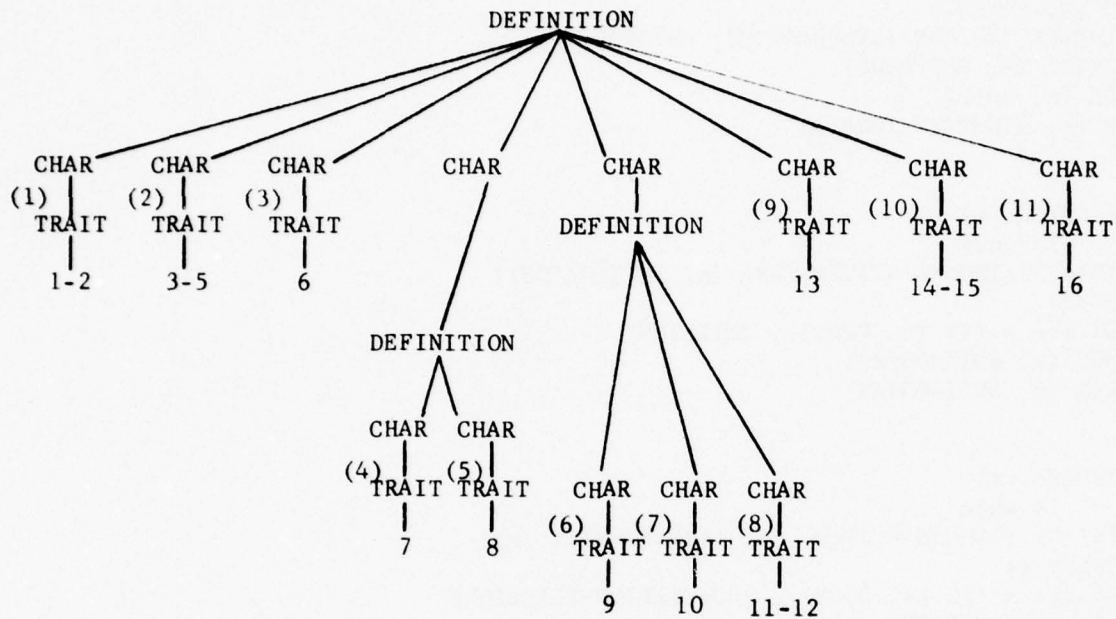 DEFINITION
CHAR CHAR CHAR CHAR CHAR CHAR CHAR CHAR
(1) TRAIT (2) TRAIT (3) TRAIT DEFINITION (9) TRAIT (10) TRAIT (11) TRAIT
1-2 3-5 6 13 14-15 16
DEFINITION
CHAR CHAR
(4) TRAIT (5) TRAIT CHAR CHAR CHAR
7 8 (6) TRAIT (7) TRAIT (8) TRAIT
9 10 11-12